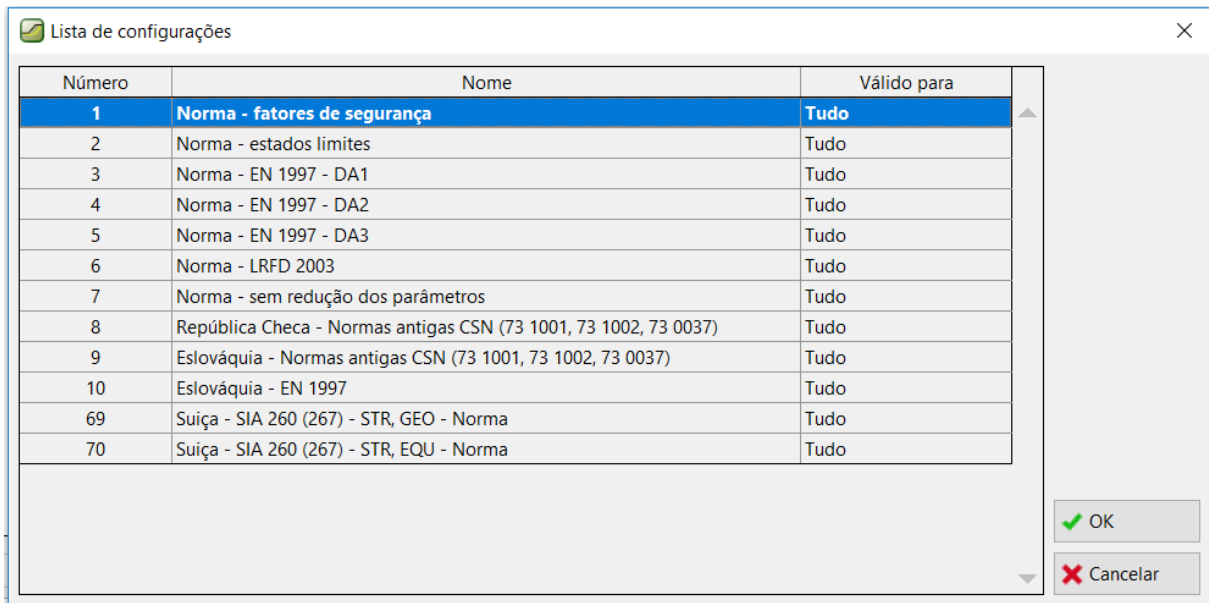 Lista de configurações
Número Nome Válido para
1 Norma - fatores de segurança Tudo
2 Norma - estados limites Tudo
3 Norma - EN 1997 - DA1 Tudo
4 Norma - EN 1997 - DA2 Tudo
5 Norma - EN 1997 - DA3 Tudo
6 Norma - LRFD 2003 Tudo
7 Norma - sem redução dos parâmetros Tudo
8 República Checa - Normas antigas CSN (73 1001, 73 1002, 73 0037) Tudo
9 Eslováquia - Normas antigas CSN (73 1001, 73 1002, 73 0037) Tudo
10 Eslováquia - EN 1997 Tudo
69 Suiça - SIA 260 (267) - STR, GEO - Norma Tudo
70 Suiça - SIA 260 (267) - STR, EQU - Norma Tudo
OK
Cancelar